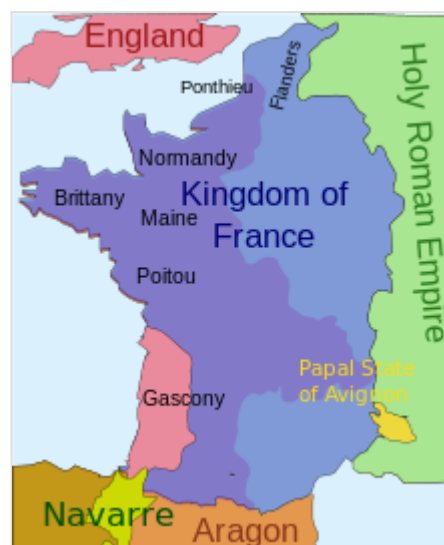 England
Ponthieu
Flanders
Holy Roman Empire
Normandy
Brittany
Kingdom of
France
Maine
Poitou
Papal State
of Avignon
Gascony
Navarre
Aragon